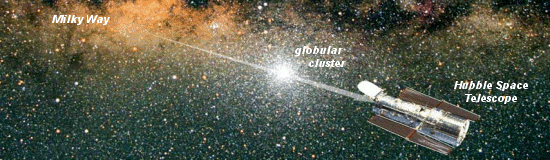 Milky Way
globular
cluster
Hubble Space
Telescope